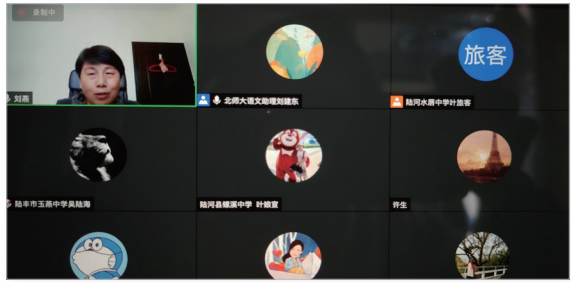 录制中
刘燕
北师大语文助理刘建东
旅客
陆河水唇中学叶旅客
陆丰市玉燕中学吴陆海
陆河县螺溪中学 叶娘宣
许生